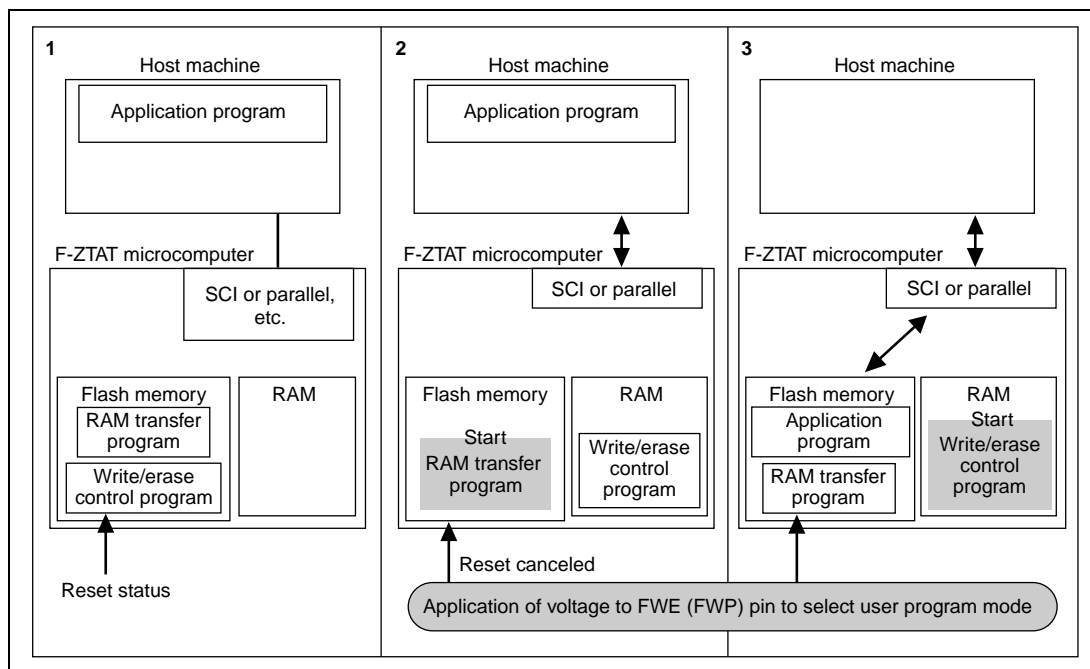 1
Host machine
Application program
F-ZTAT microcomputer
SCI or parallel,
etc.
Flash memory
RAM transfer
program
Write/erase
control program
RAM
Reset status
2
Host machine
Application program
F-ZTAT microcomputer
SCI or parallel
Flash memory
Start
RAM transfer
program
RAM
Write/erase
control
program
Reset canceled
3
Host machine
F-ZTAT microcomputer
SCI or parallel
Flash memory
Application
program
RAM transfer
program
RAM
Start
Write/erase
control
program
Application of voltage to FWE (FWP) pin to select user program mode